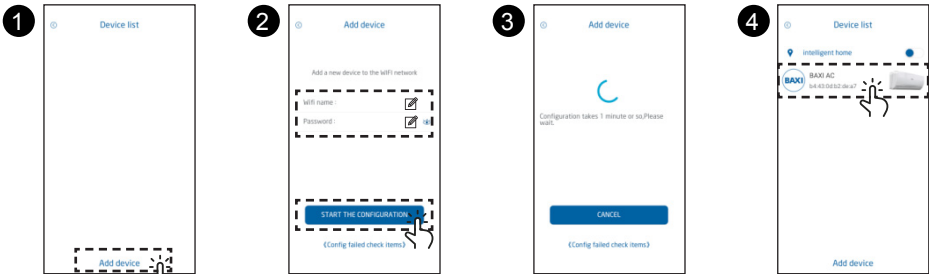 1
Device list
Add device
2
Add device
Add a new device to the WIFI network
Wifi name :
Password :
START THE CONFIGURATION
《Config failed check items》
3
Add device
Configuration takes 1 minute or so,Please
wait.
CANCEL
《Config failed check items》
4
Device list
intelligent home
BAXI
BAXI AC
Add device